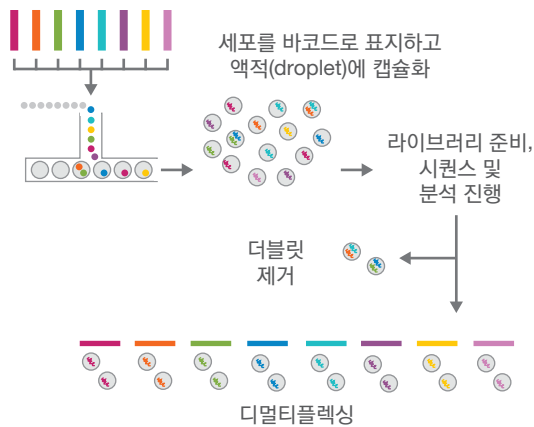 세포를 바코드로 표지하고
액적(droplet)에 캡슐화
라이브러리 준비,
시퀀스 및
분석 진행
더블릿
제거
디멀티플렉싱